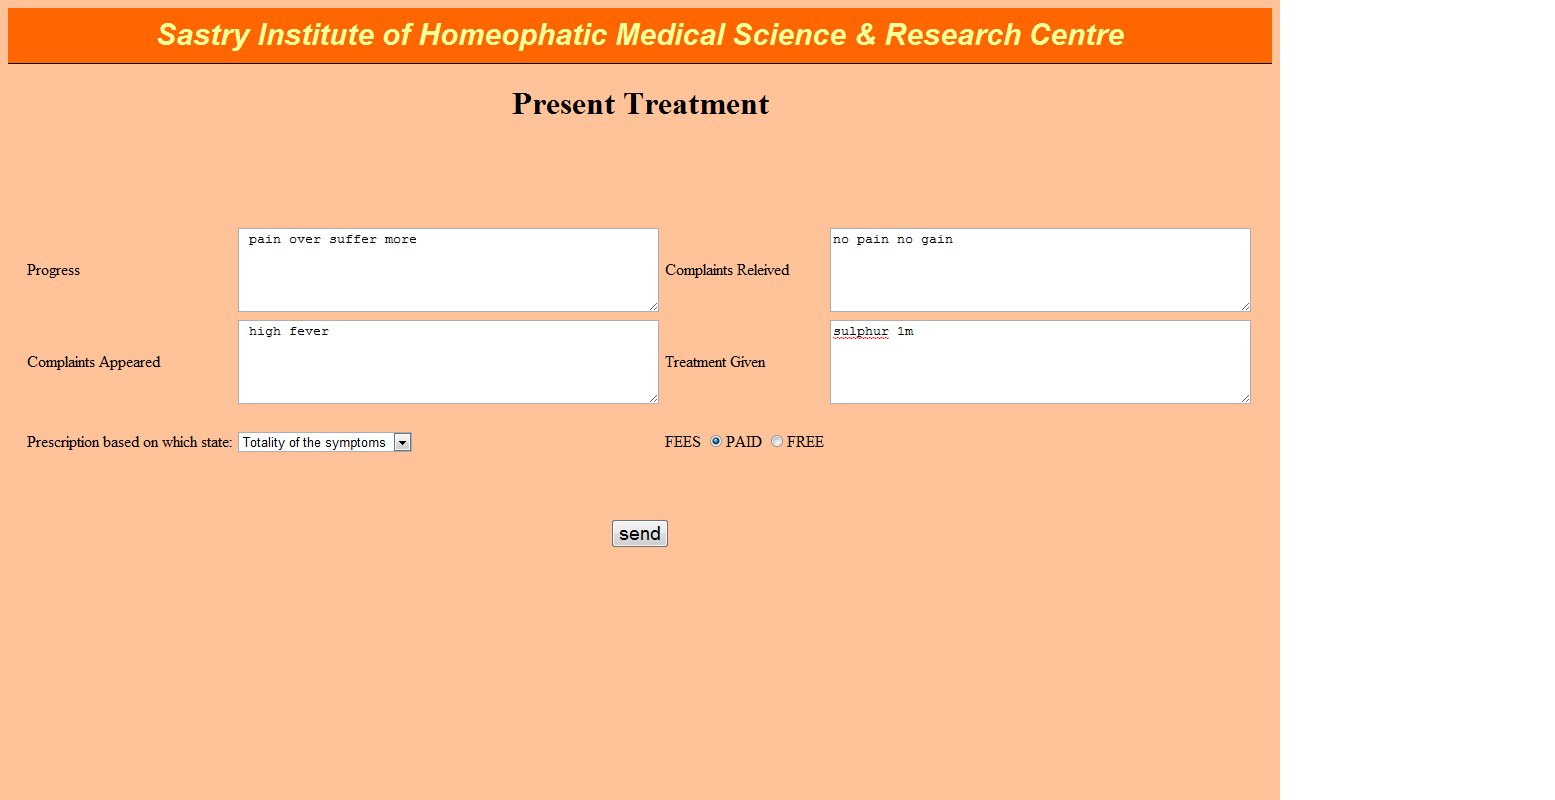 Sastry Institute of Homeophatic Medical Science & Research Centre
Present Treatment
Progress
pain over suffer more
Complaints Releived
no pain no gain
Complaints Appeared
high fever
Treatment Given
sulphur 1m
Prescription based on which state: Totality of the symptoms
FEES PAID FREE
send